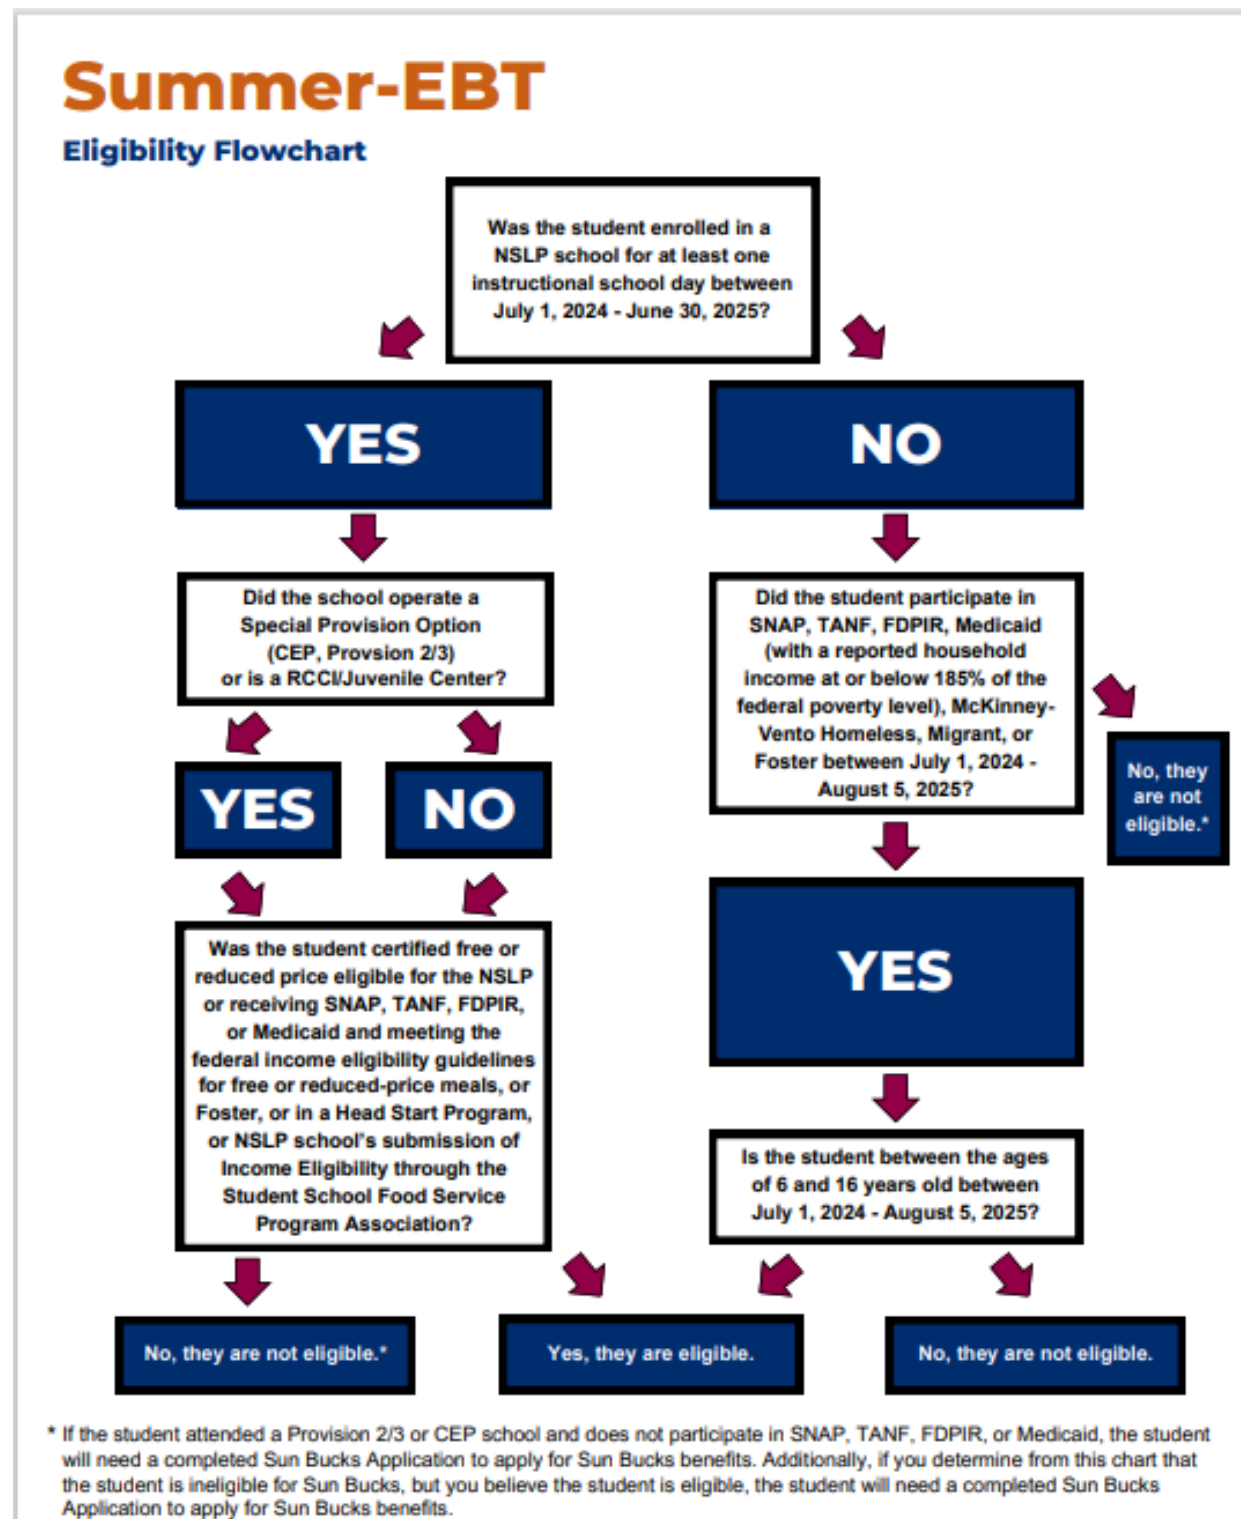 Summer-EBT
Eligibility Flowchart
Was the student enrolled in a
NSLP school for at least one
instructional school day between
July 1, 2024 - June 30, 2025?
YES
NO
Did the school operate a
Special Provision Option
(CEP, Provsion 2/3)
or is a RCCI/Juvenile Center?
YES
NO
Did the student participate in
SNAP, TANF, FDPIR, Medicaid
(with a reported household
income at or below 185% of the
federal poverty level), McKinney-
Vento Homeless, Migrant, or
Foster between July 1, 2024 -
August 5, 2025?
No, they
are not
eligible.*
Was the student certified free or
reduced price eligible for the NSLP
or receiving SNAP, TANF, FDPIR,
or Medicaid and meeting the
federal income eligibility guidelines
for free or reduced-price meals, or
Foster, or in a Head Start Program,
or NSLP school's submission of
Income Eligibility through the
Student School Food Service
Program Association?
YES
Is the student between the ages
of 6 and 16 years old between
July 1, 2024 - August 5, 2025?
No, they are not eligible.*
Yes, they are eligible.
No, they are not eligible.
* If the student attended a Provision 2/3 or CEP school and does not participate in SNAP, TANF, FDPIR, or Medicaid, the student
will need a completed Sun Bucks Application to apply for Sun Bucks benefits. Additionally, if you determine from this chart that
the student is ineligible for Sun Bucks, but you believe the student is eligible, the student will need a completed Sun Bucks
Application to apply for Sun Bucks benefits.